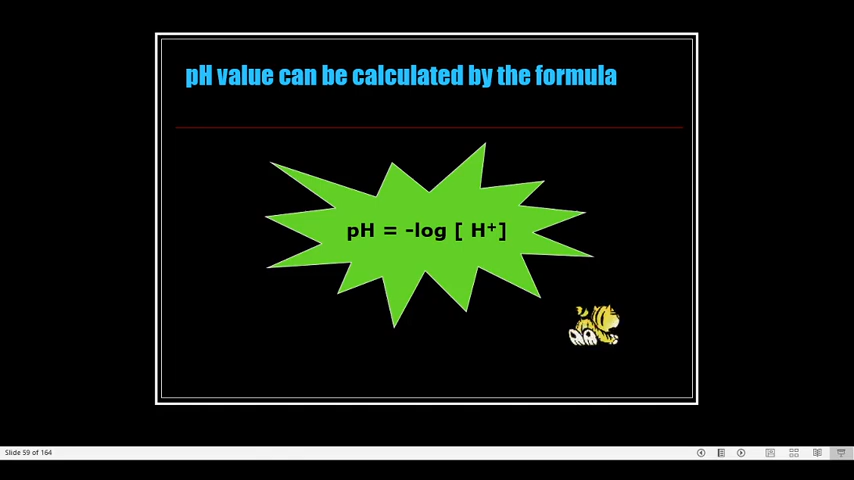 pH value can be calculated by the formula
pH = –log [ H⁺]
Slide 59 of 164